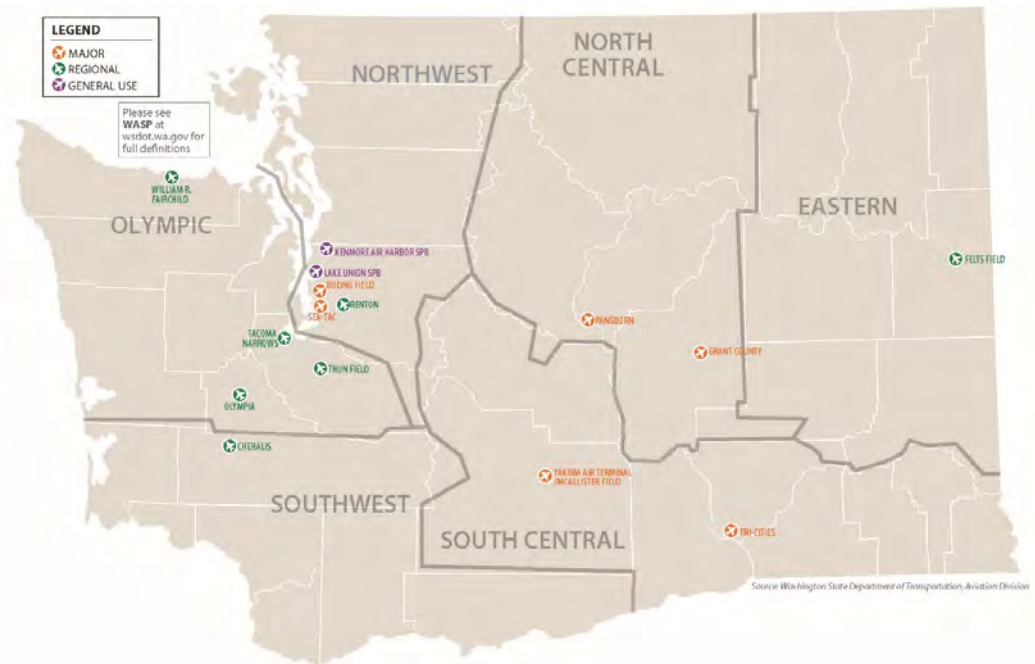 LEGEND
MAJOR
REGIONAL
GENERAL USE
Please see
WASP at
wsdot.wa.gov for
full definitions
NORTHWEST
NORTH
CENTRAL
WILLIAM R.
FAIRCHILD
OLYMPIC
EASTERN
KENMORE AIR HARBOR SPB
FELTS FIELD
LAKE UNION SPB
BOEING FIELD
RENTON
SEA-TAC
PANGBORN
TACOMA
NARROWS
GRANT COUNTY
THUN FIELD
OLYMPIA
CHEHALIS
YAKIMA AIR TERMINAL
/MCALLISTER FIELD
SOUTHWEST
SOUTH CENTRAL
TRI-CITIES
Source: Washington State Department of Transportation, Aviation Division